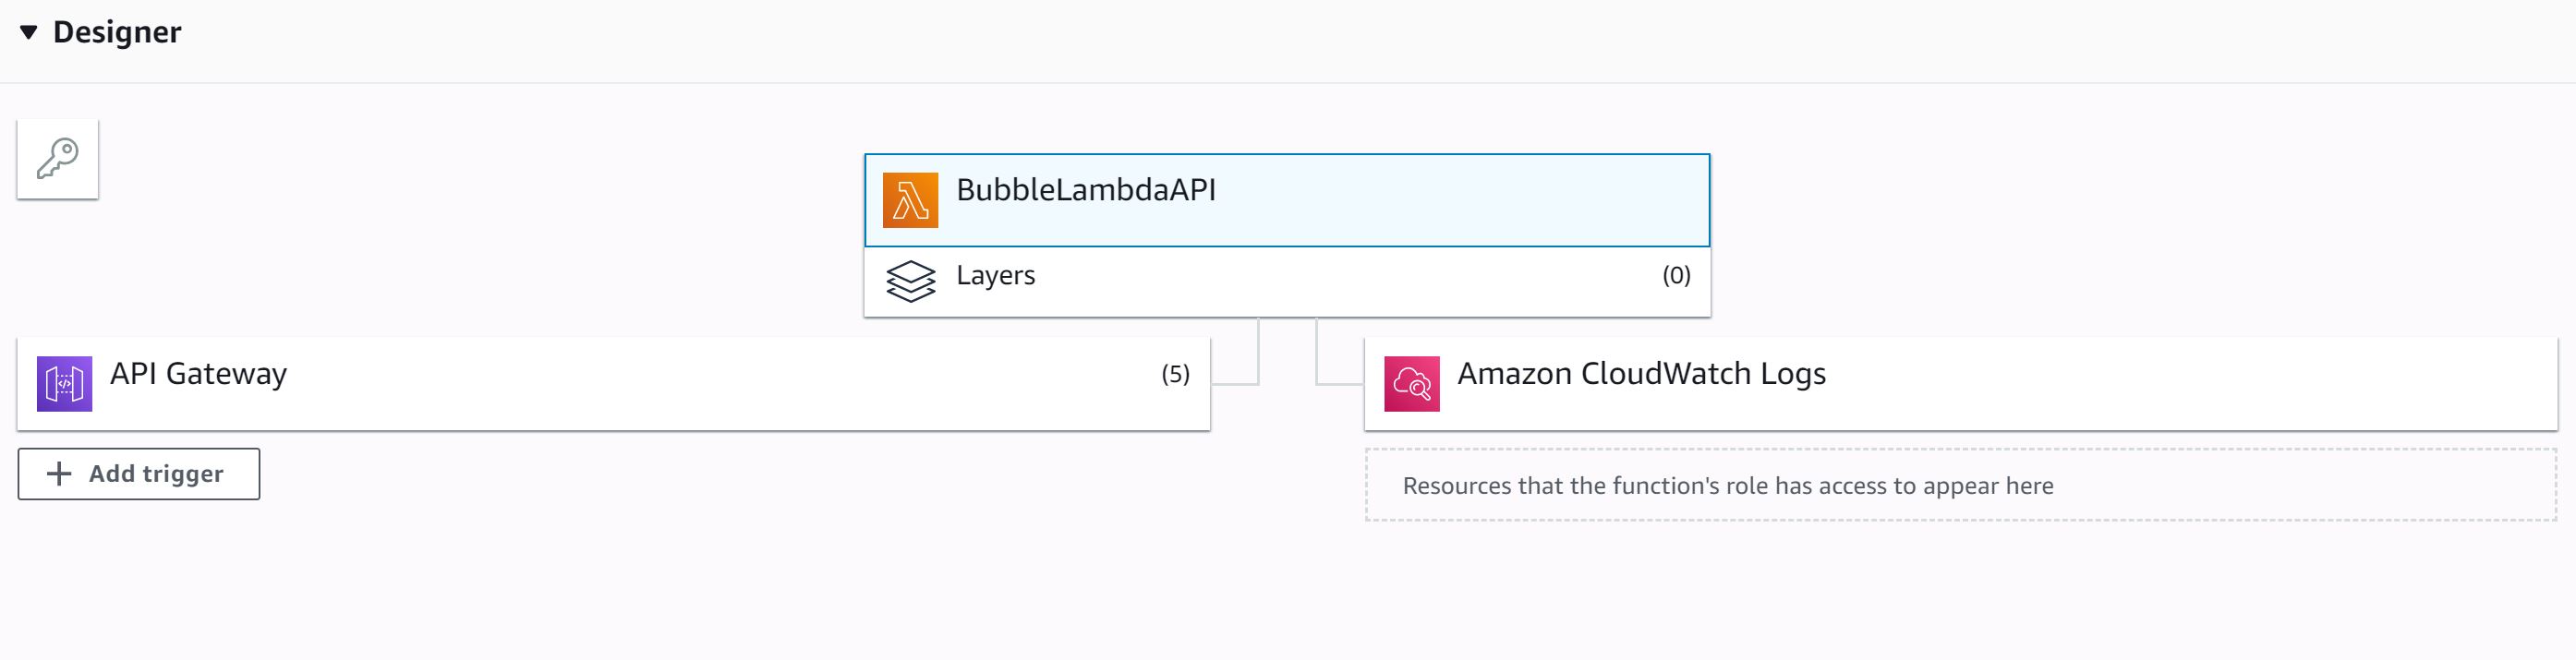 Designer
BubbleLambdaAPI
Layers (0)
API Gateway (5)
Amazon CloudWatch Logs
Add trigger
Resources that the function's role has access to appear here